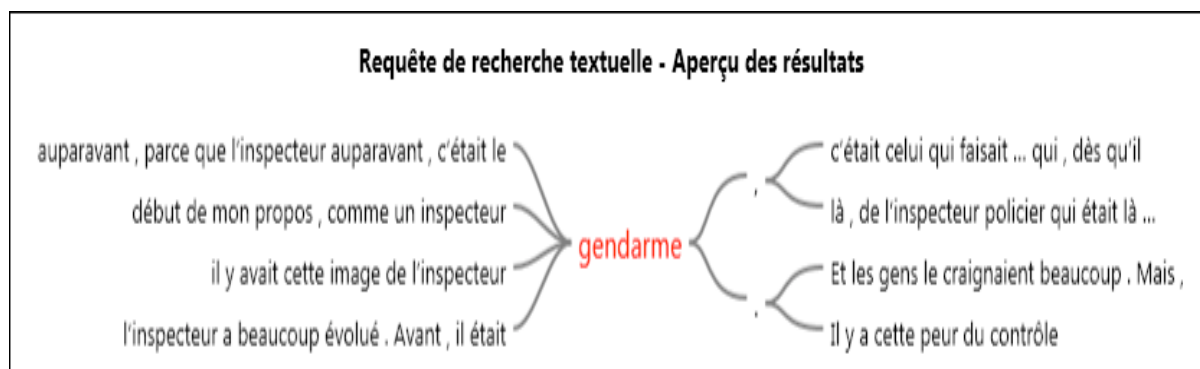 Requête de recherche textuelle - Aperçu des résultats
auparavant , parce que l'inspecteur auparavant , c'était le
début de mon propos , comme un inspecteur
il y avait cette image de l'inspecteur
l'inspecteur a beaucoup évolué . Avant , il était
gendarme
,
c'était celui qui faisait ... qui , dès qu'il
là , de l'inspecteur policier qui était là ...
.
Et les gens le craignaient beaucoup . Mais ,
Il y a cette peur du contrôle